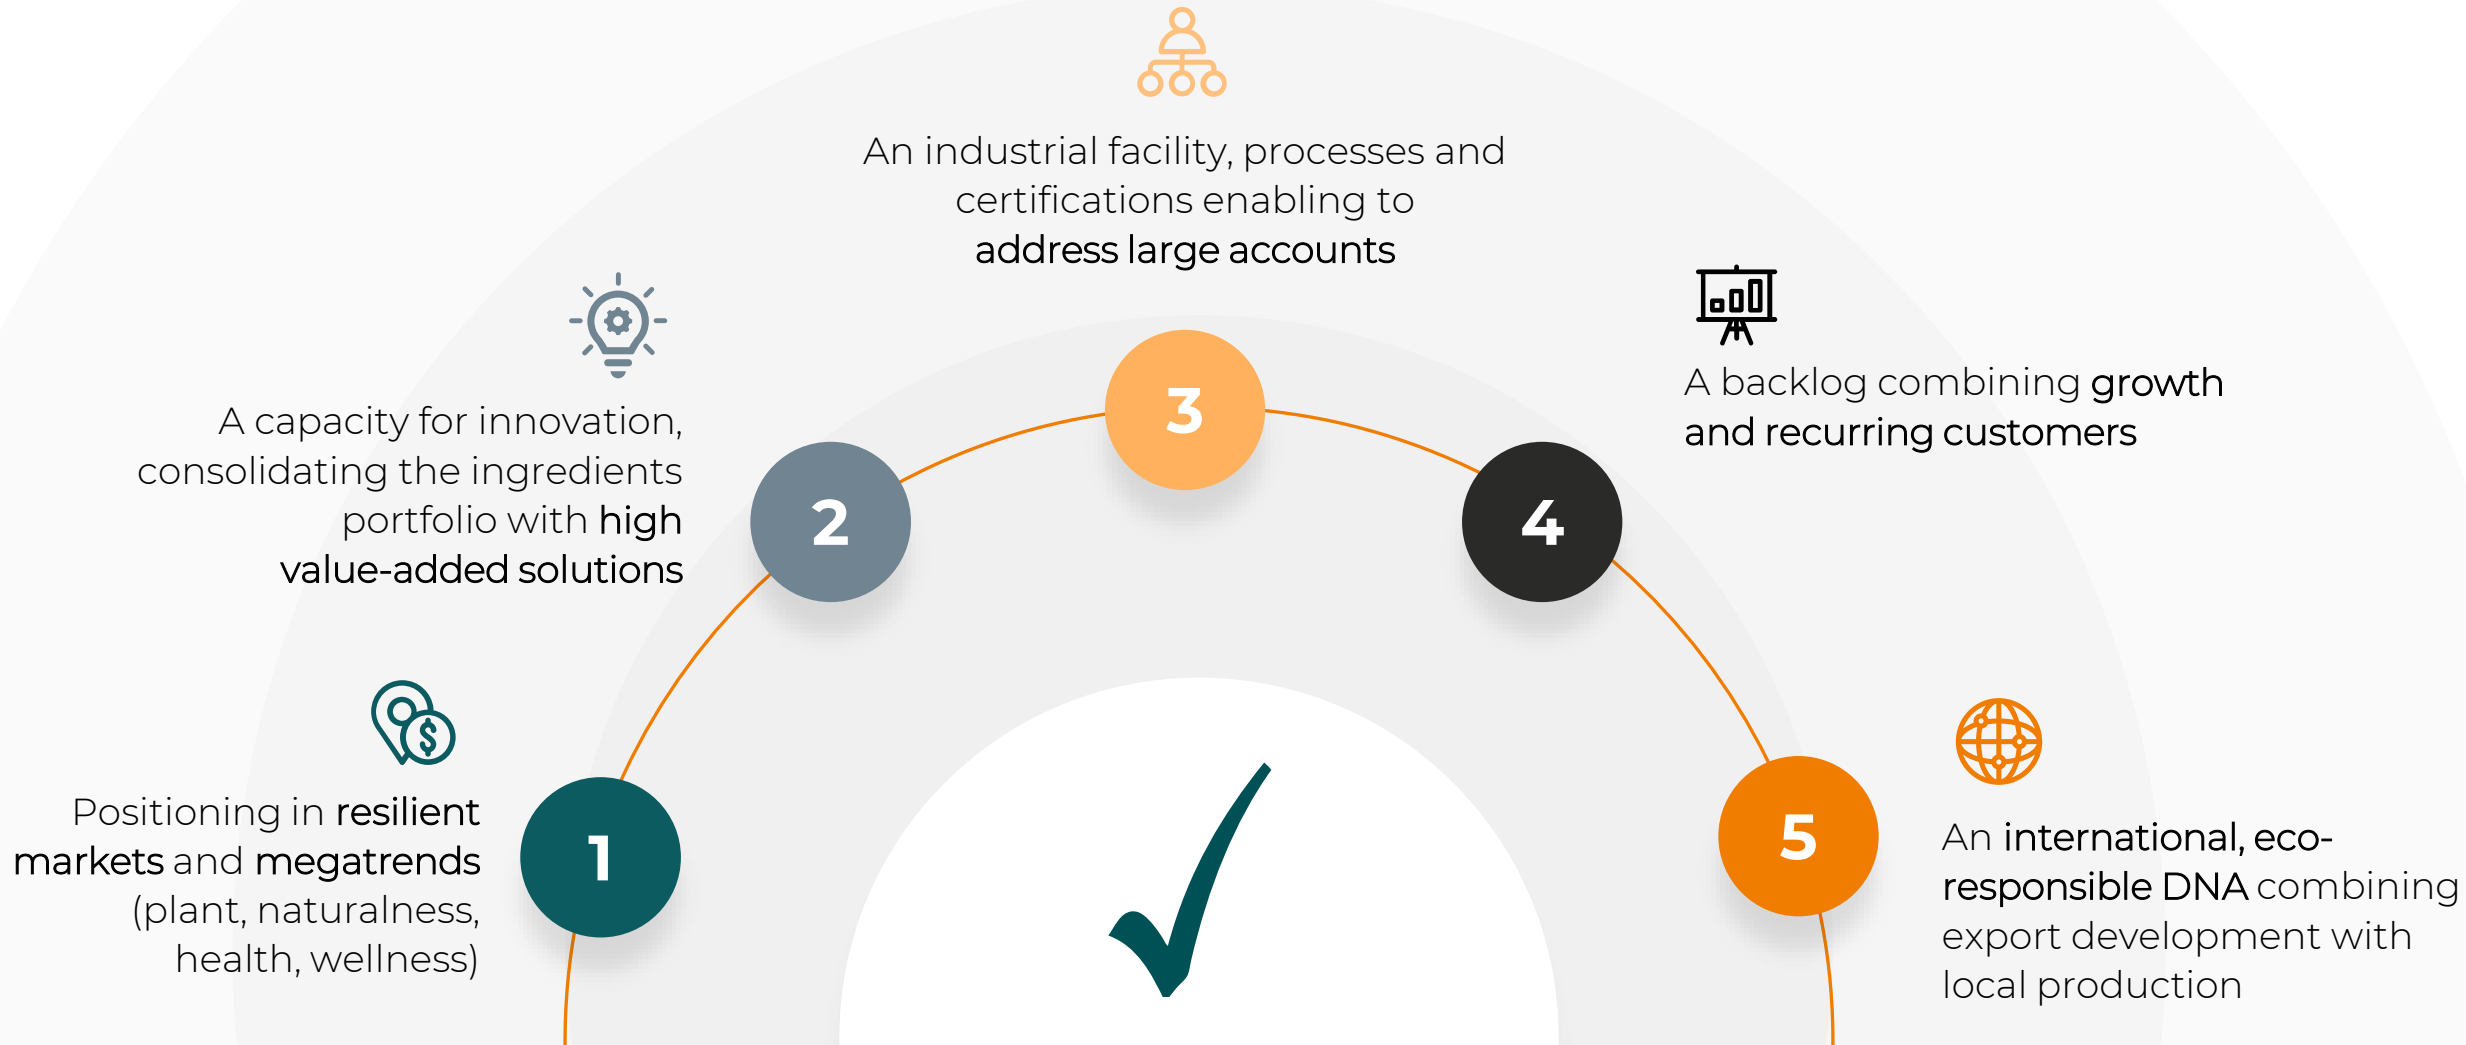 1
Positioning in resilient
markets and megatrends
(plant, naturalness,
health, wellness)
2
A capacity for innovation,
consolidating the ingredients
portfolio with high
value-added solutions
3
An industrial facility, processes and
certifications enabling to
address large accounts
4
A backlog combining growth
and recurring customers
5
An international, eco-
responsible DNA combining
export development with
local production
$